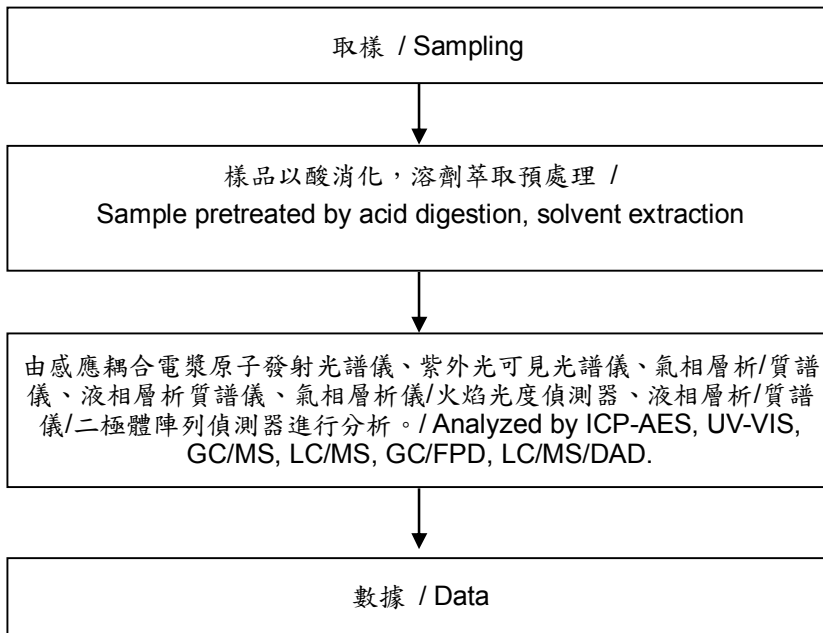 取樣 / Sampling
樣品以酸消化，溶劑萃取預處理 /
Sample pretreated by acid digestion, solvent extraction
由感應耦合電漿原子發射光譜儀、紫外光可見光譜儀、氣相層析/質譜
儀、液相層析質譜儀、氣相層析儀/火焰光度偵測器、液相層析/質譜
儀/二極體陣列偵測器進行分析。/ Analyzed by ICP-AES, UV-VIS,
GC/MS, LC/MS, GC/FPD, LC/MS/DAD.
數據 / Data